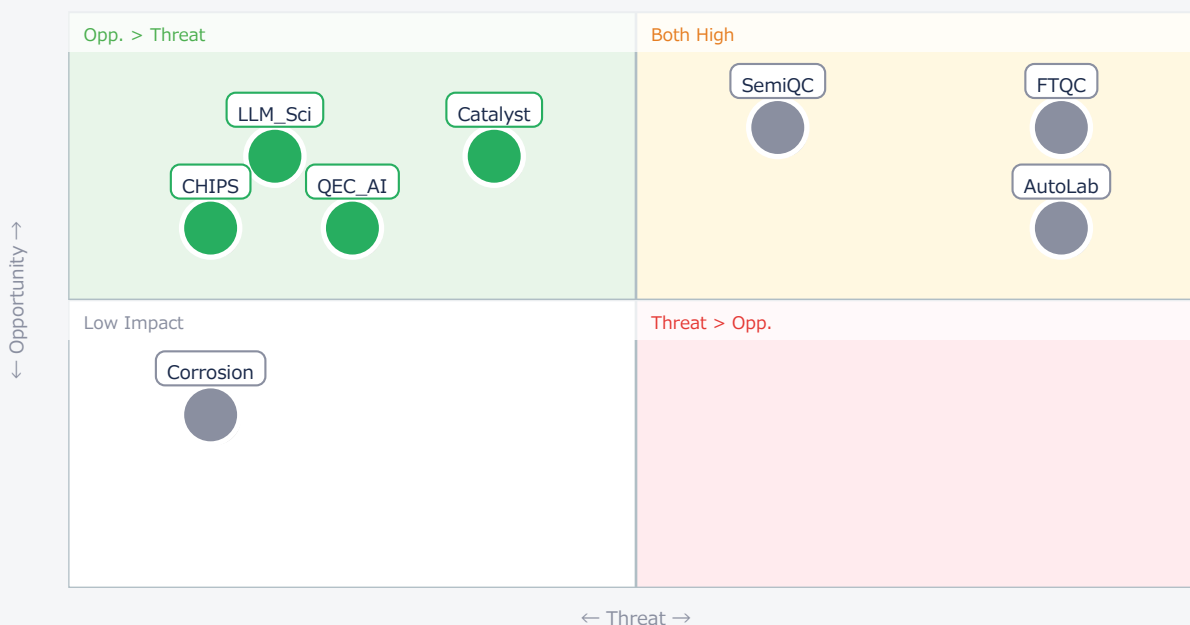 Opp. > Threat
Both High
SemiQC
FTQC
LLM_Sci
Catalyst
CHIPS
QEC_AI
AutoLab
← Opportunity →
Low Impact
Threat > Opp.
Corrosion
← Threat →